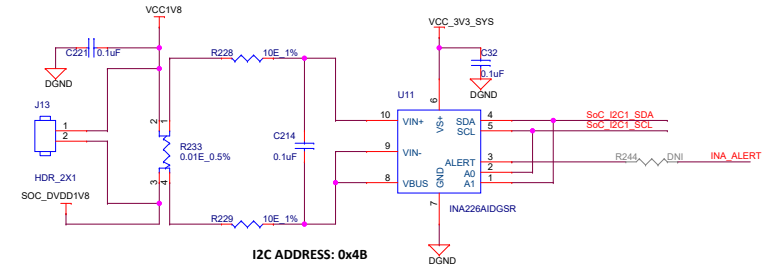 VCC1V8
VCC_3V3_SYS
C221 0.1uF
DGND
R228 10E_1%
C32
0.1uF
DGND
J13
1
2
HDR_2X1
2 1
R233
0.01E_0.5%
3 4
SOC_DVDD1V8
C214
0.1uF
R229 10E_1%
U11
6
VS+
10 VIN+
9 VIN-
8 VBUS
SDA 4 SoC_I2C1_SDA
SCL 5 SoC_I2C1_SCL
ALERT 3 R244 DNI INA_ALERT
A0 2
A1 1
GND
7
INA226AIDGSR
DGND
I2C ADDRESS: 0x4B